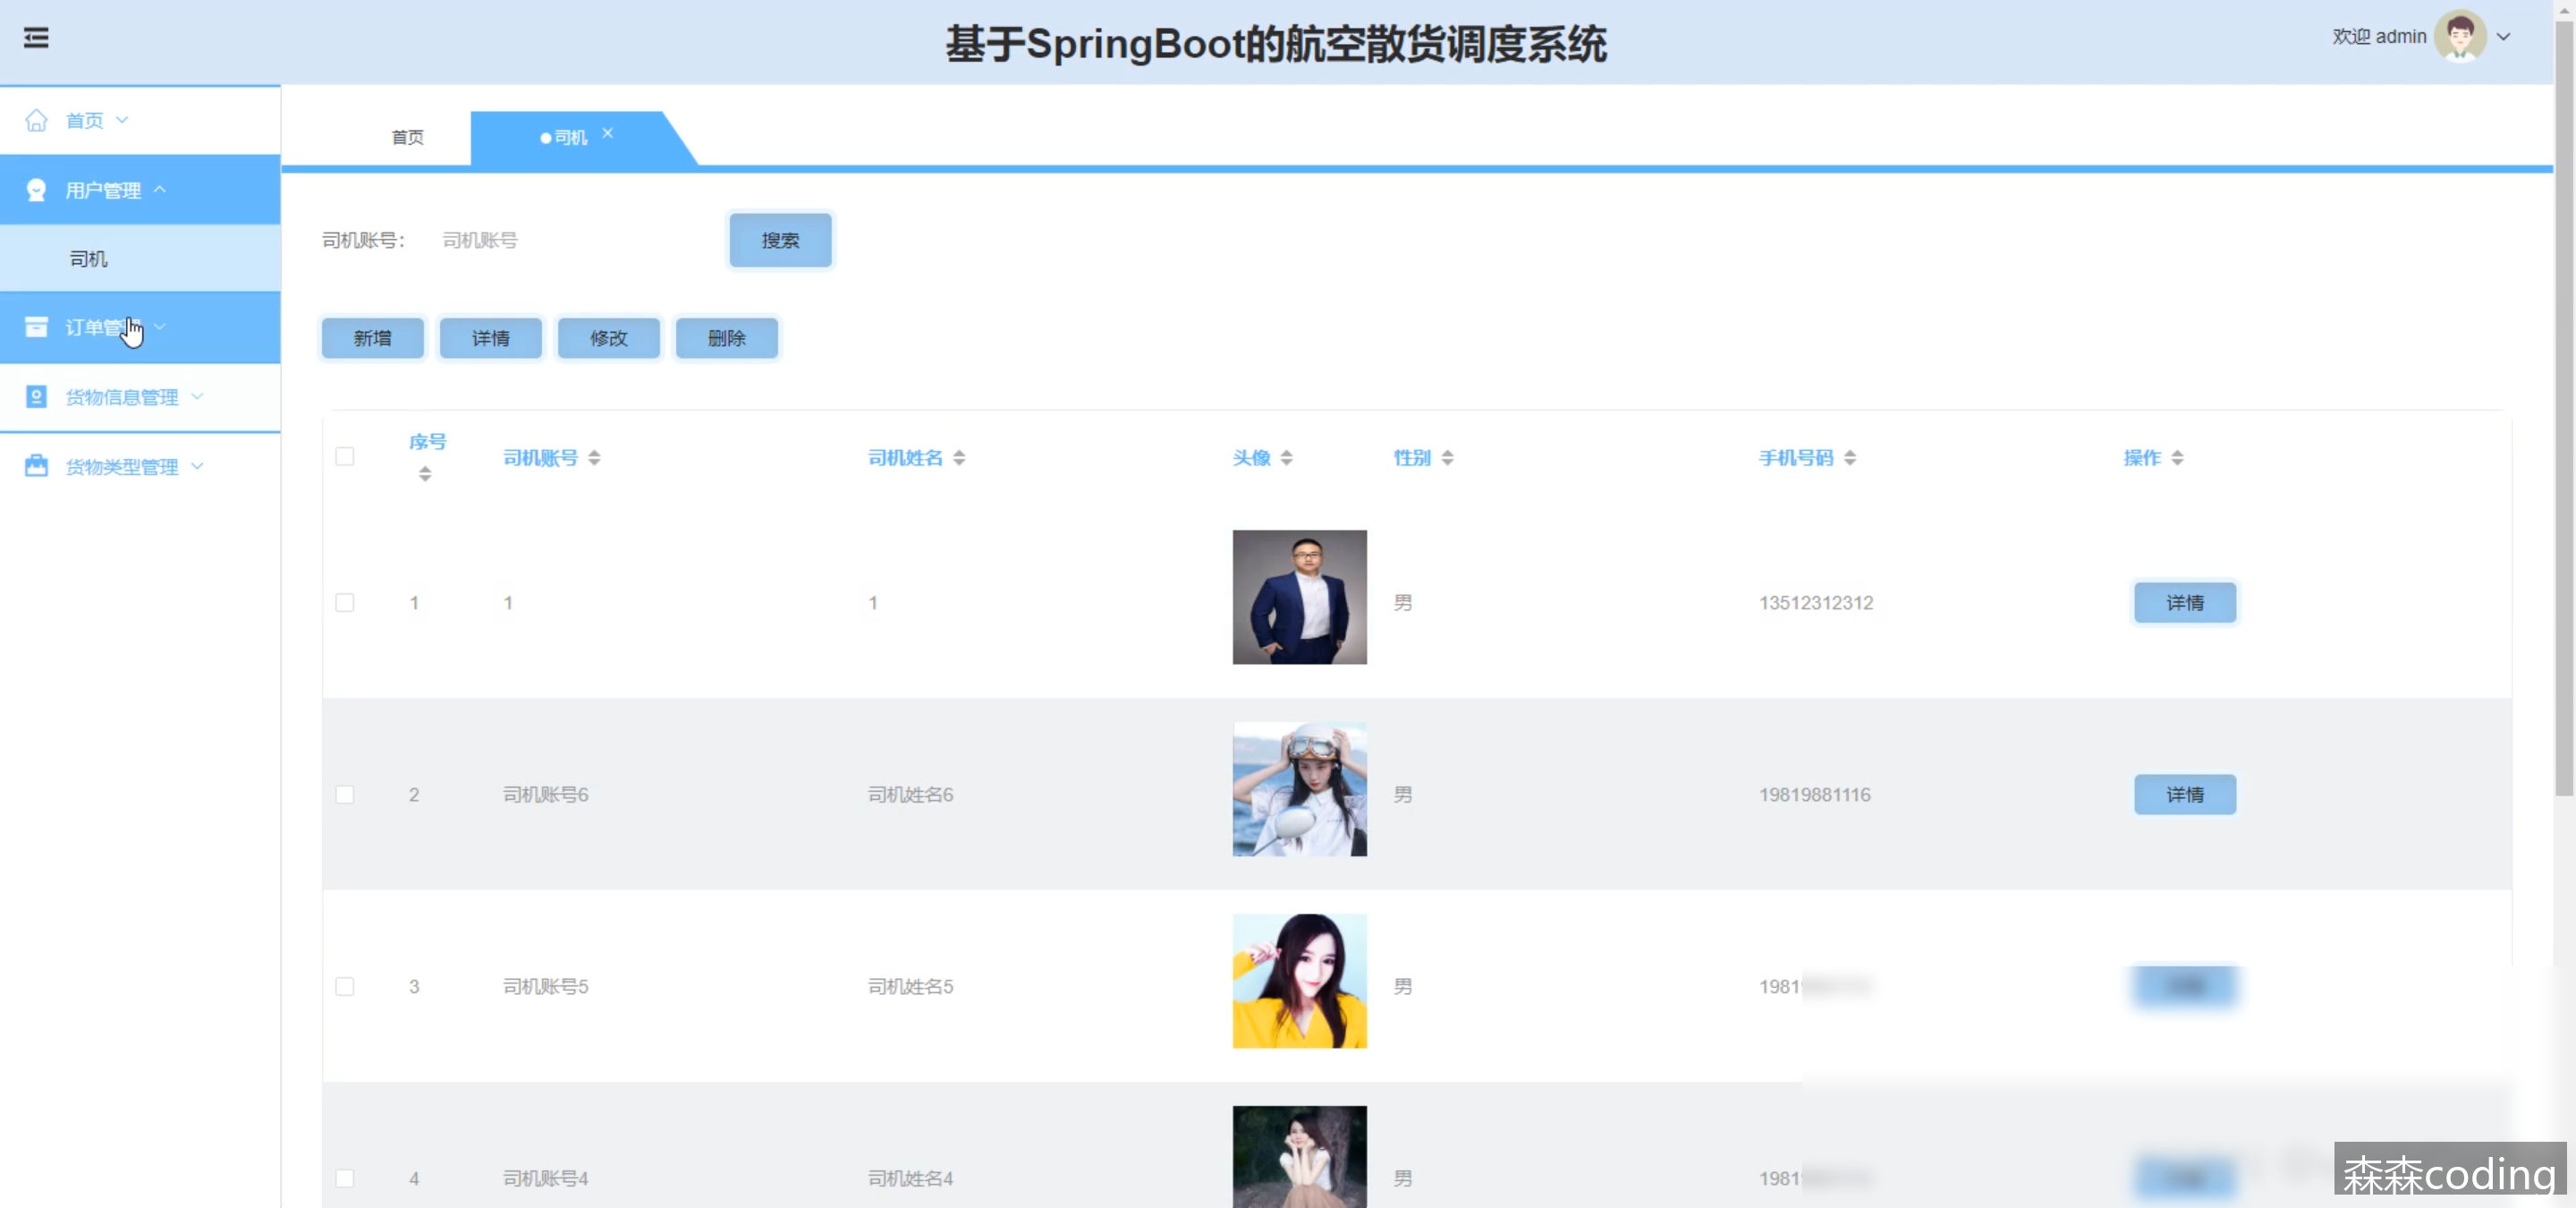 基于SpringBoot的航空散货调度系统
欢迎 admin
首页
用户管理
司机
订单管
货物信息管理
货物类型管理
首页
司机
司机账号：
司机账号
搜索
新增
详情
修改
删除
序号 司机账号 司机姓名 头像 性别 手机号码 操作
1 1 1 男 13512312312 详情
2 司机账号6 司机姓名6 男 19819881116 详情
3 司机账号5 司机姓名5 男 1981
4 司机账号4 司机姓名4 男 1981
森森coding